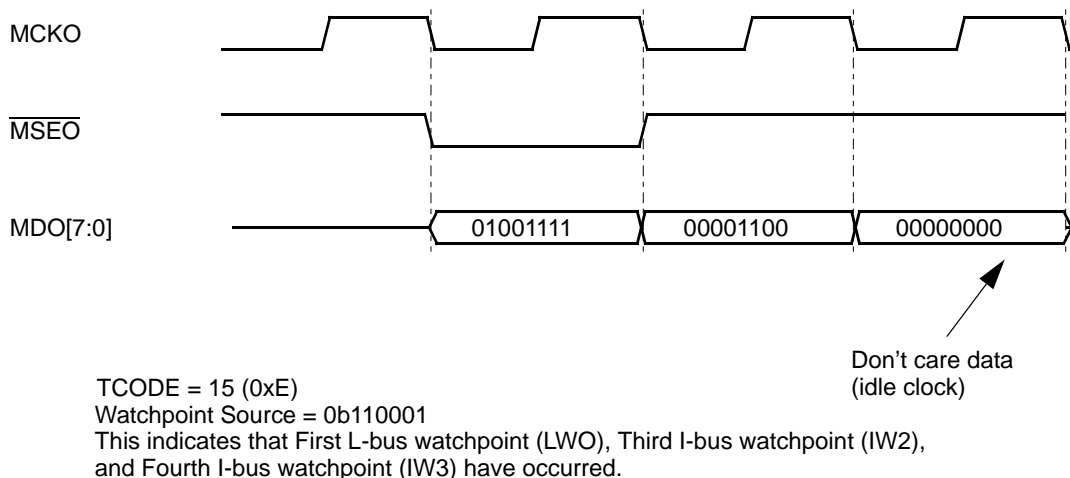 MCKO
MSEO
MDO[7:0]
01001111
00001100
00000000
Don't care data
(idle clock)
TCODE = 15 (0xE)
Watchpoint Source = 0b110001
This indicates that First L-bus watchpoint (LWO), Third I-bus watchpoint (IW2),
and Fourth I-bus watchpoint (IW3) have occurred.